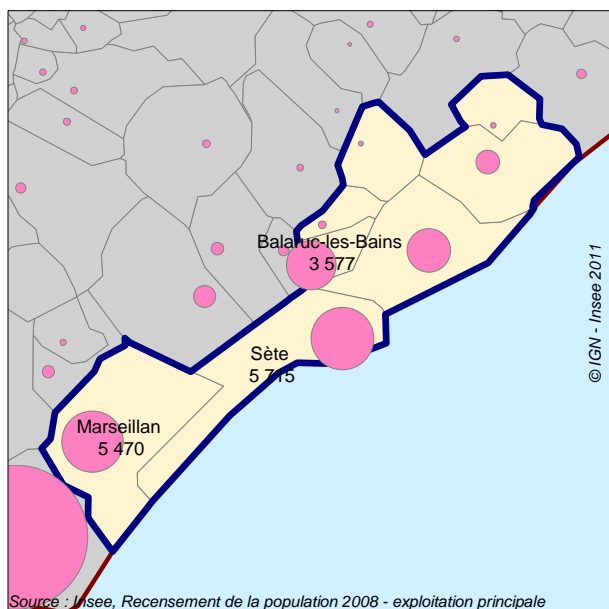 Balaruc-les-Bains
3 577
© IGN - Insee 2011
Sète
5 715
Marseillan
5 470
Source : Insee, Recensement de la population 2008 - exploitation principale